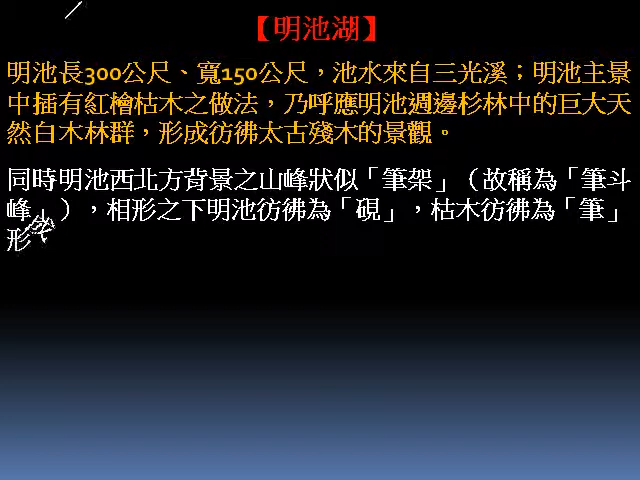 【明池湖】
明池長300公尺、寬150公尺，池水來自三光溪；明池主景
中插有紅檜枯木之做法，乃呼應明池週邊杉林中的巨大天
然白木林群，形成彷彿太古殘木的景觀。
同時明池西北方背景之山峰狀似「筆架」（故稱為「筆斗
峰」），相形之下明池彷彿為「硯」，枯木彷彿為「筆」
形